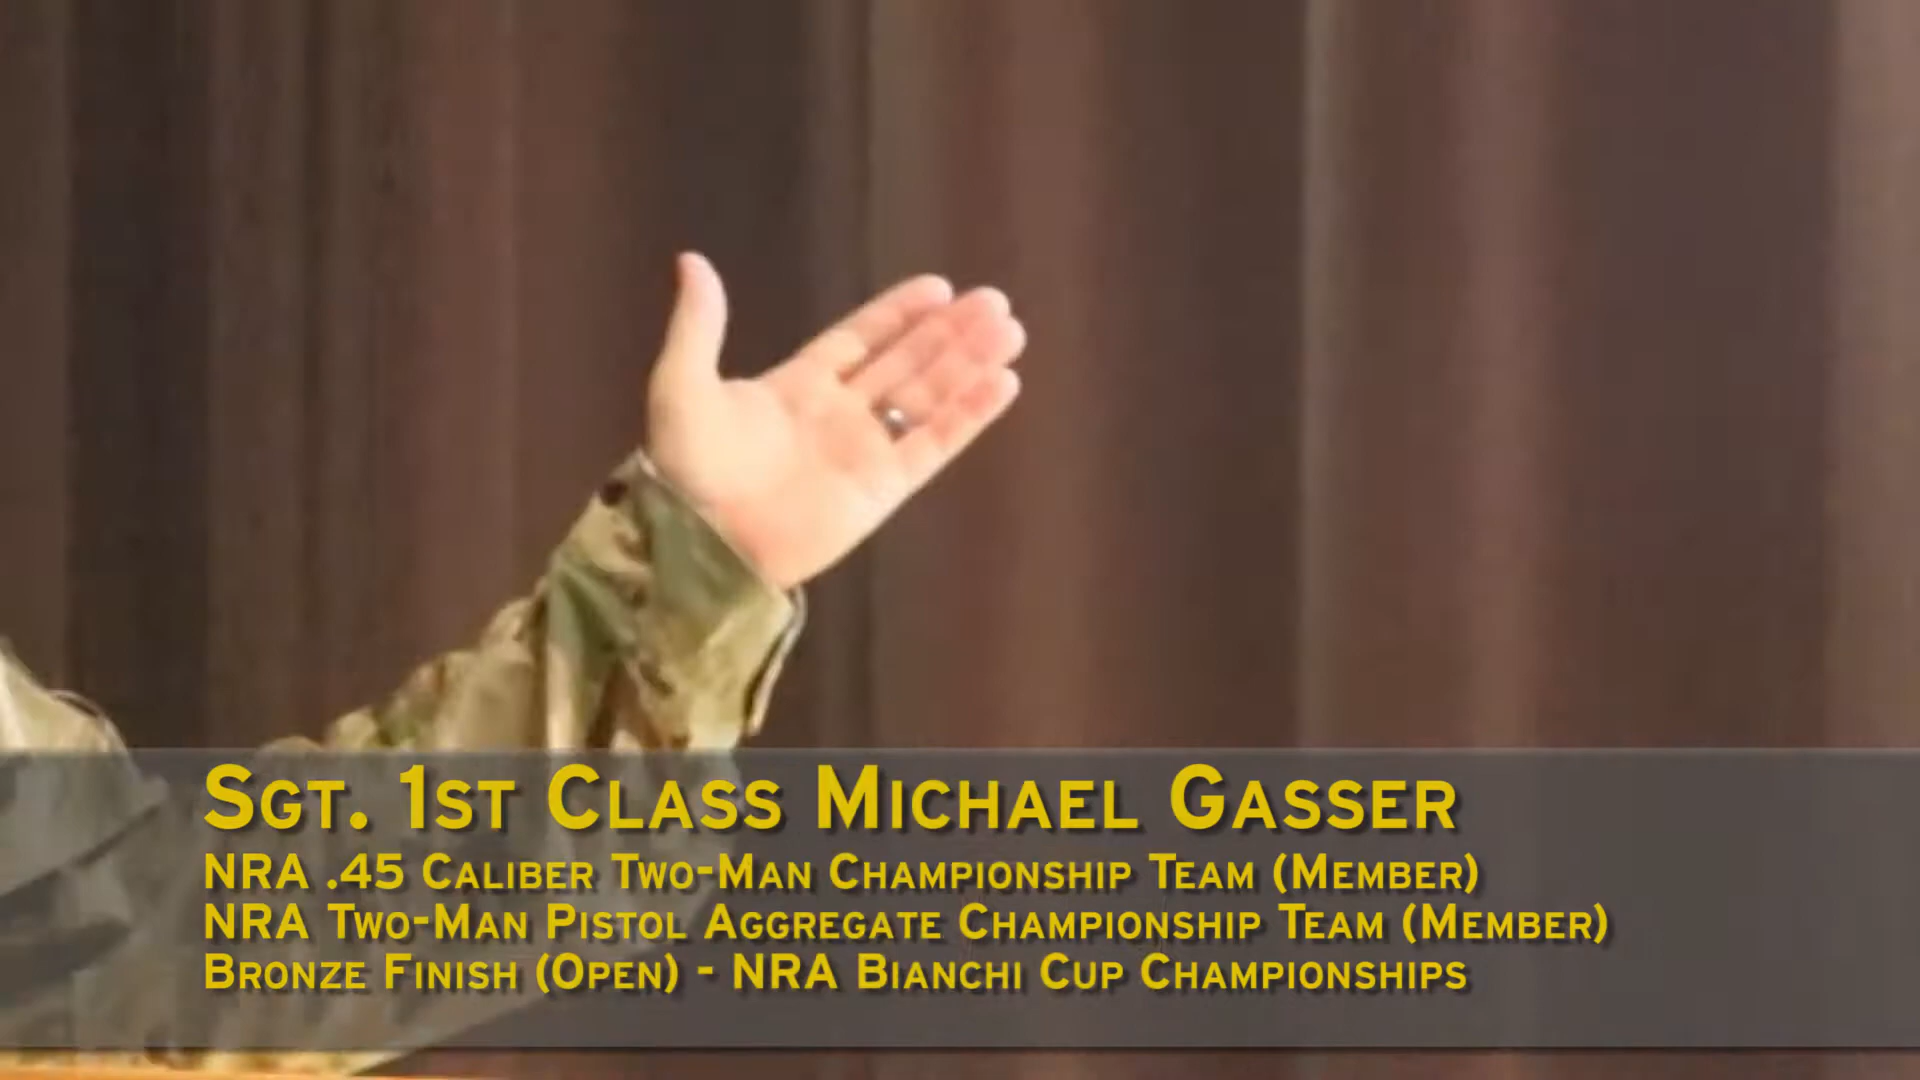 Sgt. 1st Class Michael Gasser
NRA .45 Caliber Two-Man Championship Team (Member)
NRA Two-Man Pistol Aggregate Championship Team (Member)
Bronze Finish (Open) - NRA Bianchi Cup Championships